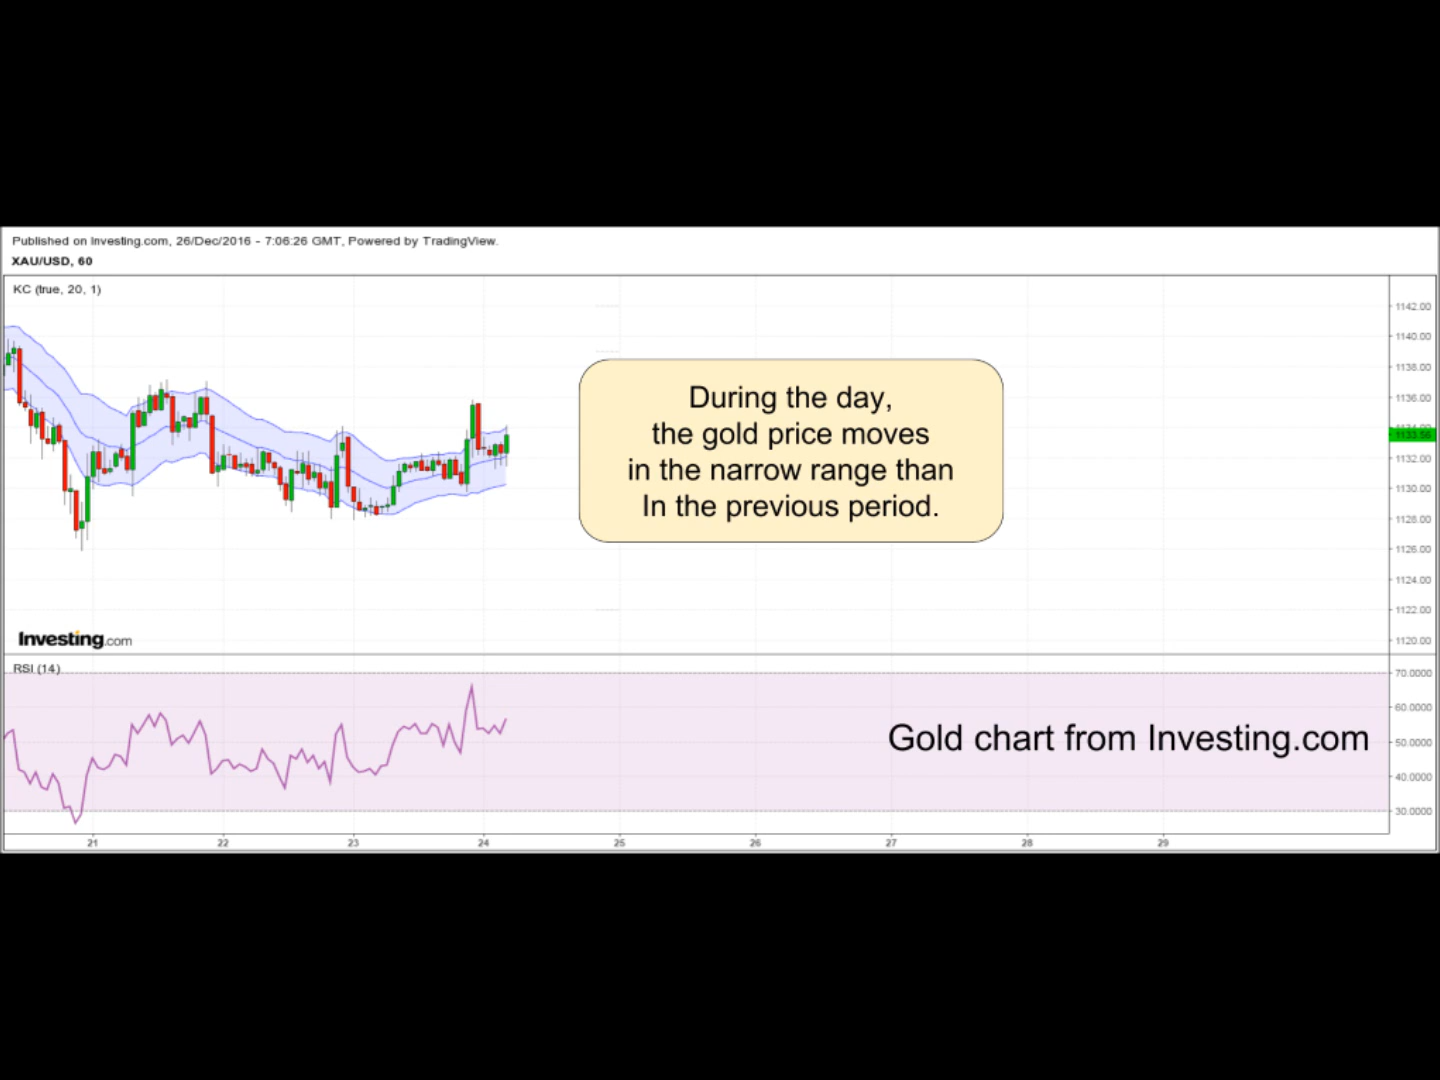 Published on Investing.com, 26/Dec/2016 - 7:06:26 GMT, Powered by TradingView.
XAU/USD, 60
KC (true, 20, 1)
1142.00
1140.00
1138.00
1136.00
1133.56
1132.00
1130.00
1128.00
1126.00
1124.00
1122.00
1120.00
During the day,
the gold price moves
in the narrow range than
In the previous period.
Investing.com
RSI (14)
70.0000
60.0000
50.0000
40.0000
30.0000
Gold chart from Investing.com
21 22 23 24 25 26 27 28 29